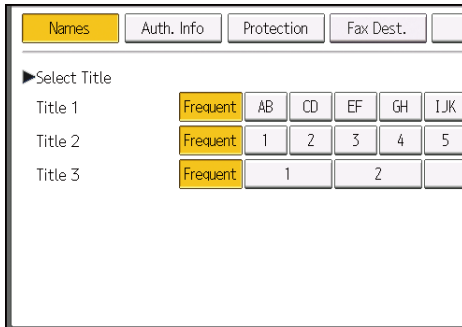 Names Auth. Info Protection Fax Dest.
▶Select Title
Title 1 Frequent AB CD EF GH IJK
Title 2 Frequent 1 2 3 4 5
Title 3 Frequent 1 2